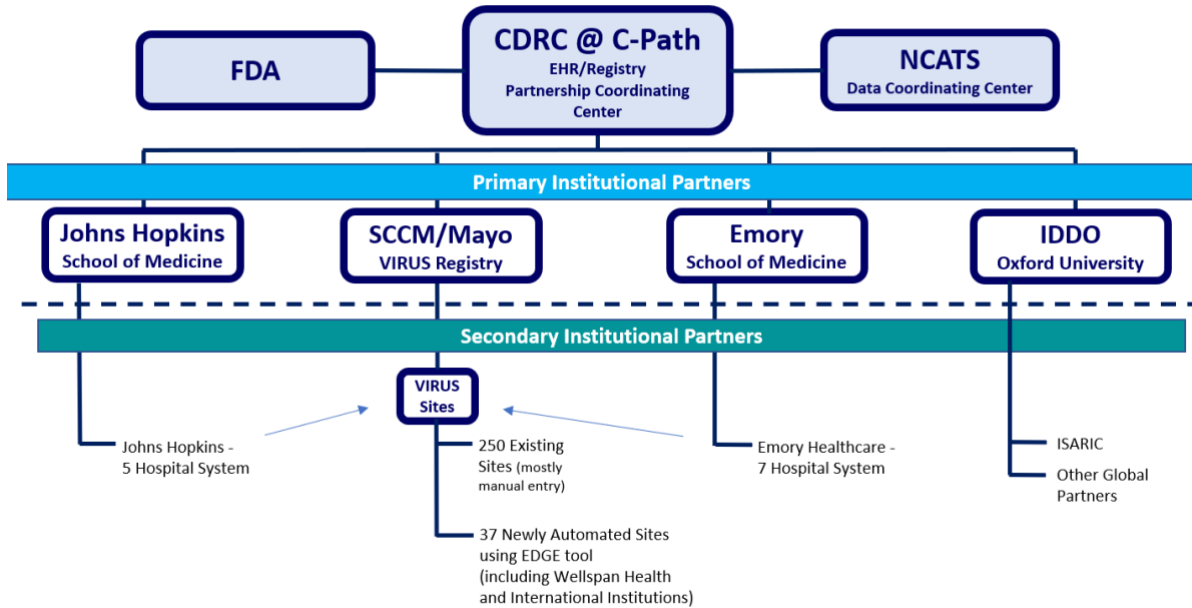 FDA
CDRC @ C-Path
EHR/Registry
Partnership Coordinating
Center
NCATS
Data Coordinating Center
Primary Institutional Partners
Johns Hopkins
School of Medicine
SCCM/Mayo
VIRUS Registry
Emory
School of Medicine
IDDO
Oxford University
Secondary Institutional Partners
VIRUS
Sites
Johns Hopkins -
5 Hospital System
250 Existing
Sites (mostly
manual entry)
Emory Healthcare -
7 Hospital System
ISARIC
Other Global
Partners
37 Newly Automated Sites
using EDGE tool
(including Wellspan Health
and International Institutions)